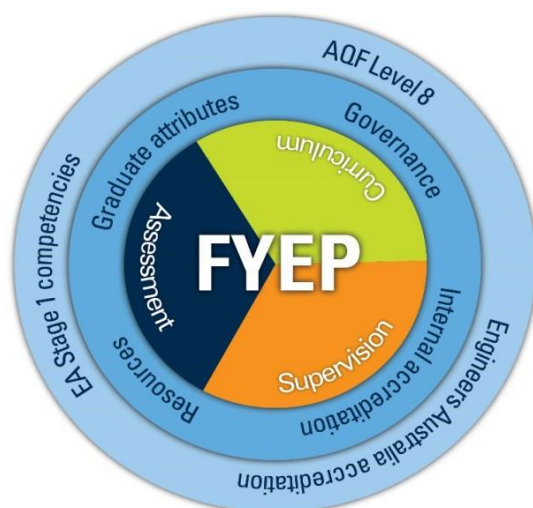 AQF Level 8
Engineers Australia accreditation
EA Stage 1 competencies
Graduate attributes
Governance
Internal accreditation
Resources
Curriculum
Supervision
Assessment
FYEP